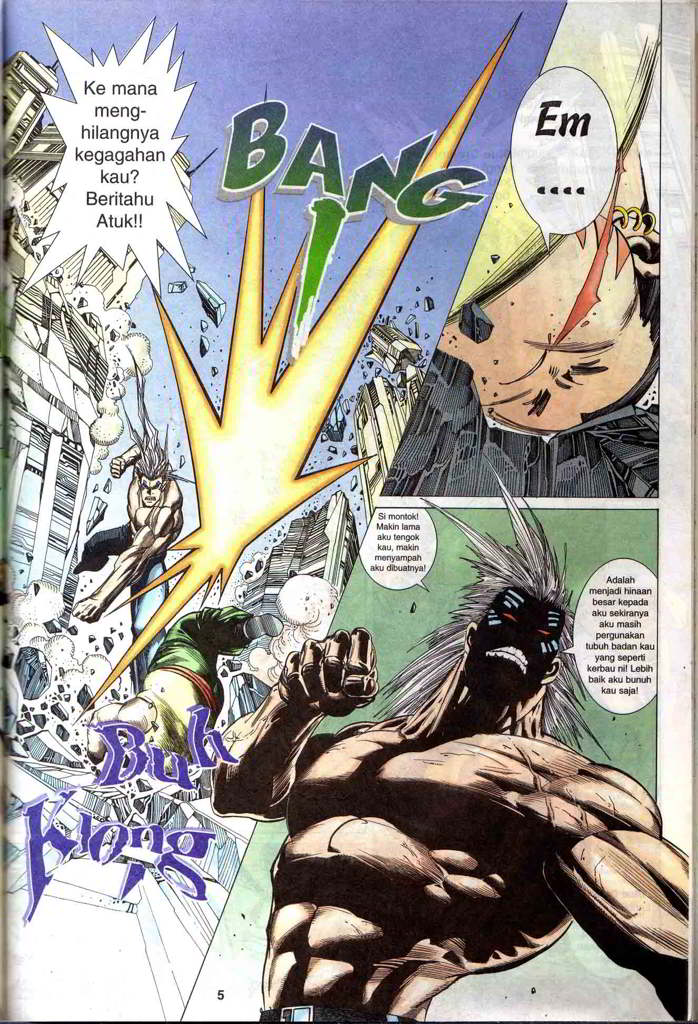 Ke mana
meng-
hilangnya
kegagahan
kau?
Beritahu
Atuk!!
BANG
!
Em
....
Si montok!
Makin lama
aku tengok
kau, makin
menyampah
aku dibuatnya!
Adalah
menjadi hinaan
besar kepada
aku sekiranya
aku masih
pergunakan
tubuh badan kau
yang seperti
kerbau ni! Lebih
baik aku bunuh
kau saja!
Buk
Klong
5